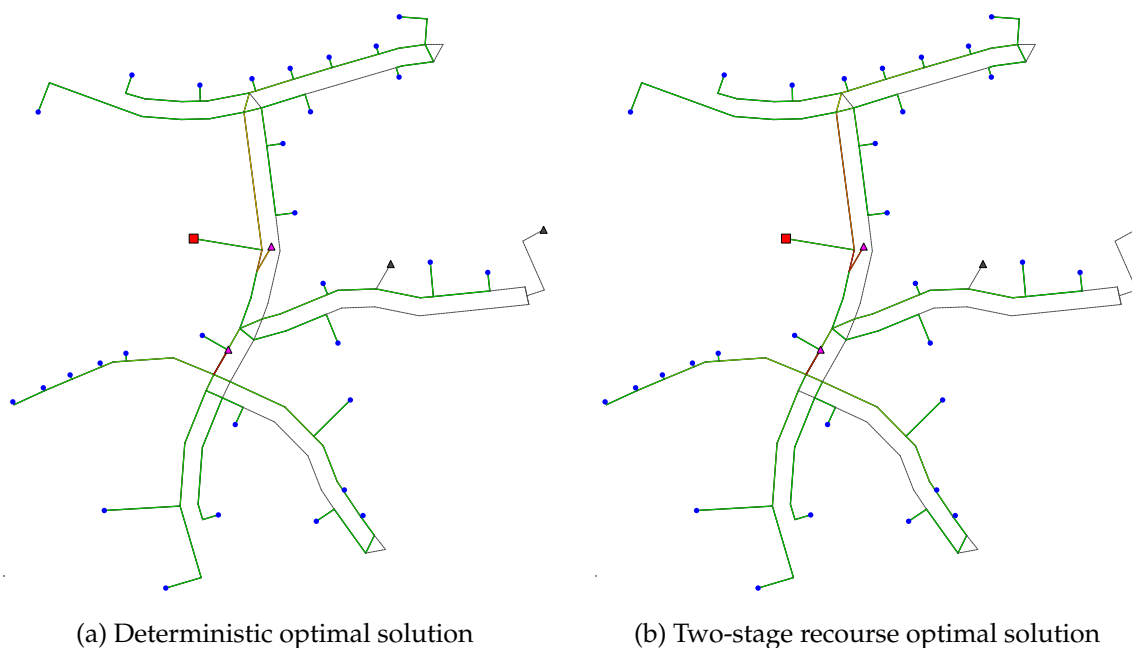 (a) Deterministic optimal solution
(b) Two-stage recourse optimal solution